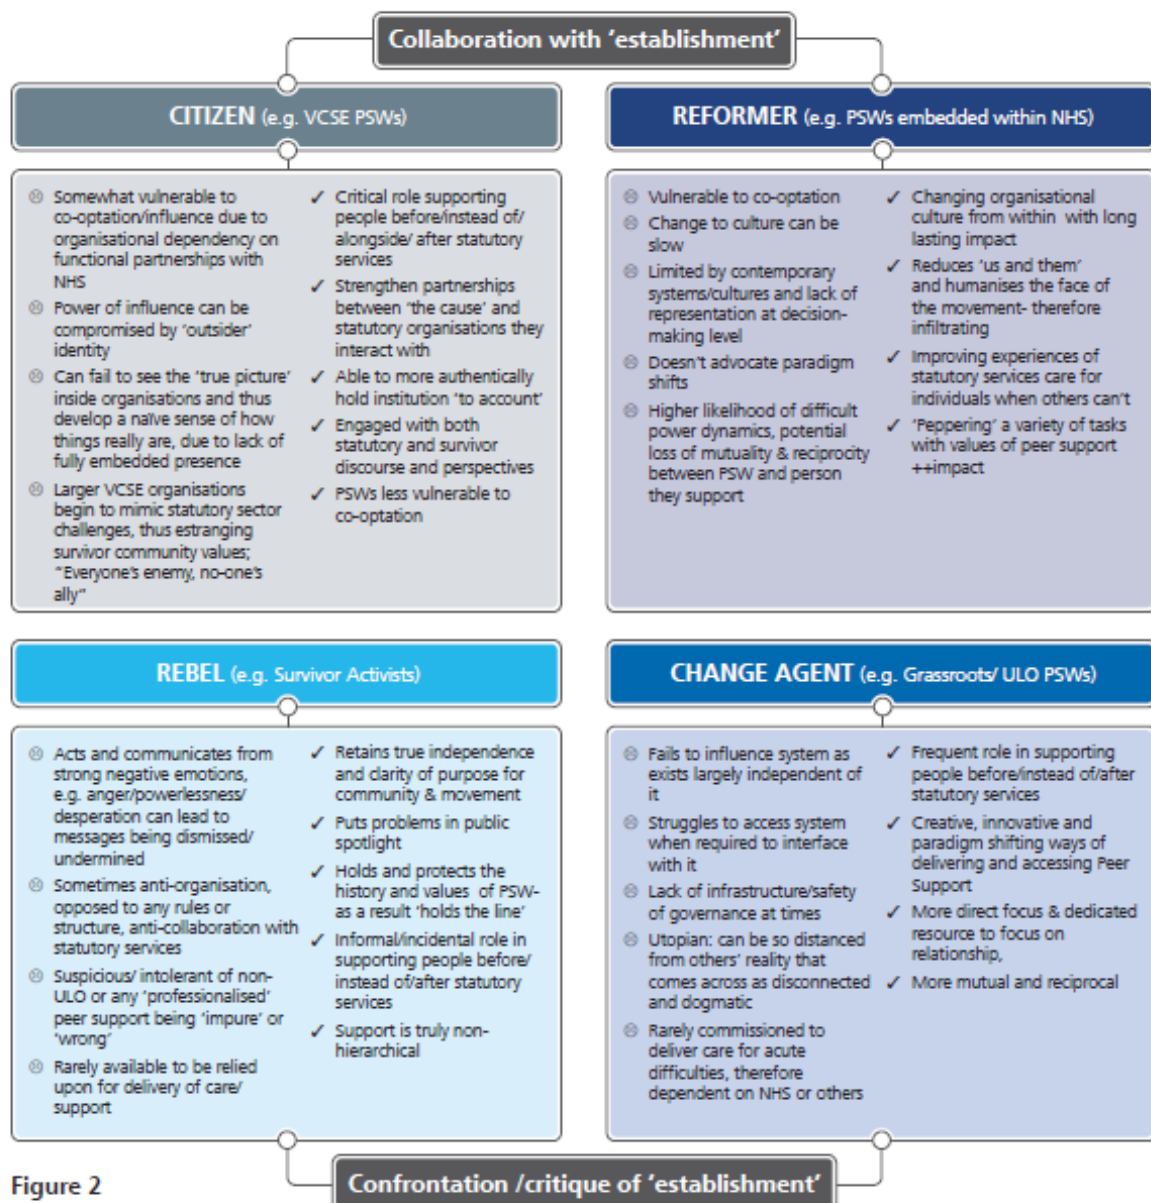 Collaboration with ‘establishment’
CITIZEN (e.g. VCSE PSWs)
☹ Somewhat vulnerable to
co-optation/influence due to
organisational dependency on
functional partnerships with
NHS
☹ Power of influence can be
compromised by ‘outsider’
identity
☹ Can fail to see the ‘true picture’
inside organisations and thus
develop a naïve sense of how
things really are, due to lack of
fully embedded presence
☹ Larger VCSE organisations
begin to mimic statutory sector
challenges, thus estranging
survivor community values;
“Everyone’s enemy, no-one’s
ally”
✓ Critical role supporting
people before/instead of/
alongside/ after statutory
services
✓ Strengthen partnerships
between ‘the cause’ and
statutory organisations they
interact with
✓ Able to more authentically
hold institution ‘to account’
✓ Engaged with both
statutory and survivor
discourse and perspectives
✓ PSWs less vulnerable to
co-optation
REFORMER (e.g. PSWs embedded within NHS)
☹ Vulnerable to co-optation
☹ Change to culture can be
slow
☹ Limited by contemporary
systems/cultures and lack of
representation at decision-
making level
☹ Doesn’t advocate paradigm
shifts
☹ Higher likelihood of difficult
power dynamics, potential
loss of mutuality & reciprocity
between PSW and person
they support
✓ Changing organisational
culture from within with long
lasting impact
✓ Reduces ‘us and them’
and humanises the face of
the movement- therefore
infiltrating
✓ Improving experiences of
statutory services care for
individuals when others can’t
✓ ‘Peppering’ a variety of tasks
with values of peer support
++impact
REBEL (e.g. Survivor Activists)
☹ Acts and communicates from
strong negative emotions,
e.g. anger/powerlessness/
desperation can lead to
messages being dismissed/
undermined
☹ Sometimes anti-organisation,
opposed to any rules or
structure, anti-collaboration with
statutory services
☹ Suspicious/ intolerant of non-
ULO or any ‘professionalised’
peer support being ‘impure’ or
‘wrong’
☹ Rarely available to be relied
upon for delivery of care/
support
✓ Retains true independence
and clarity of purpose for
community & movement
✓ Puts problems in public
spotlight
✓ Holds and protects the
history and values of PSW-
as a result ‘holds the line’
✓ Informal/incidental role in
supporting people before/
instead of/after statutory
services
✓ Support is truly non-
hierarchical
CHANGE AGENT (e.g. Grassroots/ ULO PSWs)
☹ Fails to influence system as
exists largely independent of
it
☹ Struggles to access system
when required to interface
with it
☹ Lack of infrastructure/safety
of governance at times
☹ Utopian: can be so distanced
from others’ reality that
comes across as disconnected
and dogmatic
☹ Rarely commissioned to
deliver care for acute
difficulties, therefore
dependent on NHS or others
✓ Frequent role in supporting
people before/instead of/after
statutory services
✓ Creative, innovative and
paradigm shifting ways of
delivering and accessing Peer
Support
✓ More direct focus & dedicated
resource to focus on
relationship,
✓ More mutual and reciprocal
Figure 2
Confrontation /critique of ‘establishment’